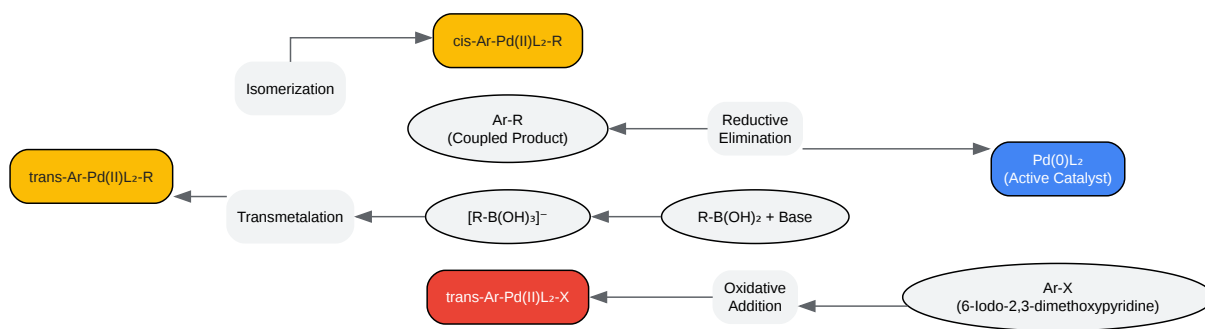 cis-Ar-Pd(II)L₂-R
Isomerization
Ar-R
(Coupled Product)
Reductive
Elimination
Pd(0)L₂
(Active Catalyst)
trans-Ar-Pd(II)L₂-R
Transmetalation
[R-B(OH)₃]⁻
R-B(OH)₂ + Base
trans-Ar-Pd(II)L₂-X
Oxidative
Addition
Ar-X
(6-Iodo-2,3-dimethoxypyridine)